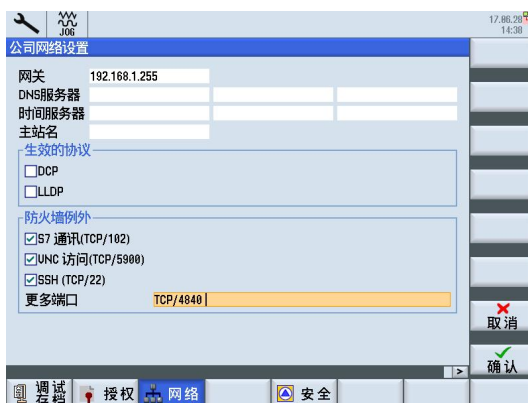 JOG
17.06.28
14:38
公司网络设置
网关 192.168.1.255
DNS服务器
时间服务器
主站名
生效的协议
DCP
LLDP
防火墙例外
S7 通讯(TCP/102)
VNC 访问(TCP/5900)
SSH (TCP/22)
更多端口 TCP/4840
取消
确认
调试存档
授权
网络
安全